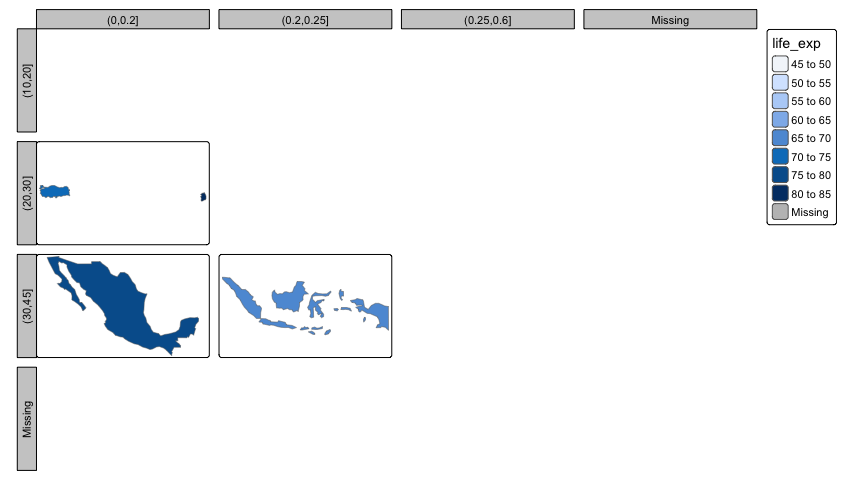 (0,0.2]
(0.2,0.25]
(0.25,0.6]
Missing
(10,20]
(20,30]
(30,45]
Missing
life_exp
45 to 50
50 to 55
55 to 60
60 to 65
65 to 70
70 to 75
75 to 80
80 to 85
Missing